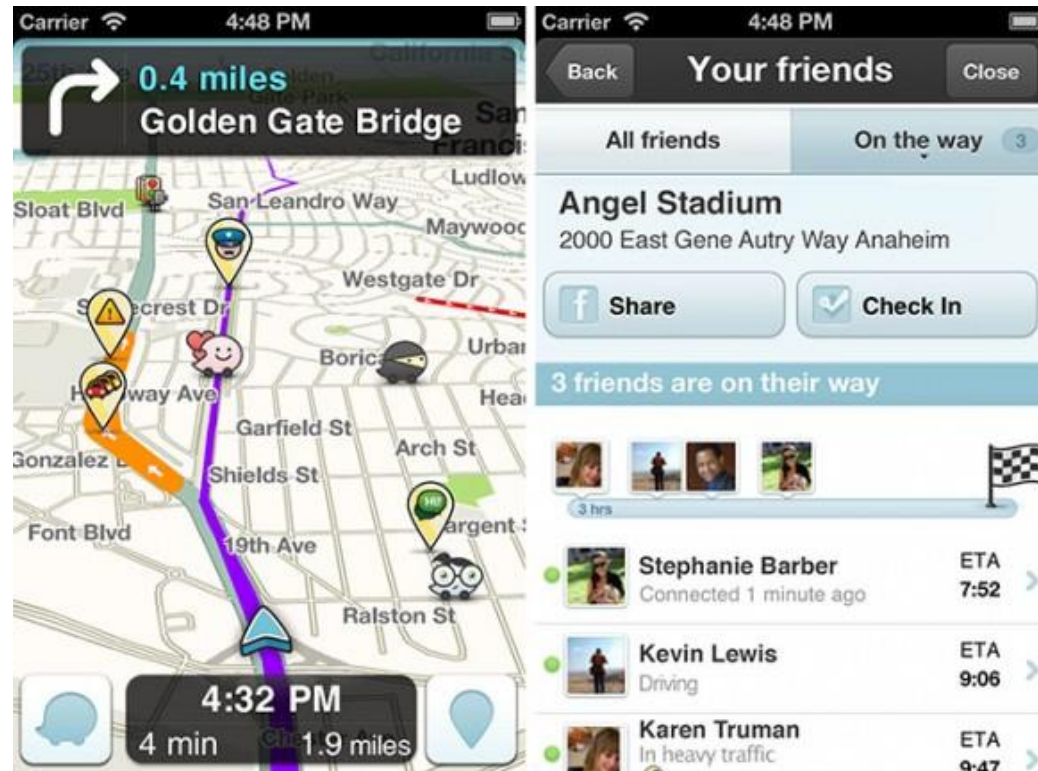 Carrier 4:48 PM
0.4 miles
Golden Gate Bridge
Sloat Blvd
San Leandro Way
Ludlow
Maywood
Westgate Dr
Urban
Garfield St
Arch St
Shields St
Font Blvd
19th Ave
Ralston St
4:32 PM
4 min 1.9 miles
Carrier 4:48 PM
Back Your friends Close
All friends On the way 3
Angel Stadium
2000 East Gene Autry Way Anaheim
Share Check In
3 friends are on their way
3 hrs
Stephanie Barber ETA
Connected 1 minute ago 7:52
Kevin Lewis ETA
Driving 9:06
Karen Truman ETA
In heavy traffic 9:47